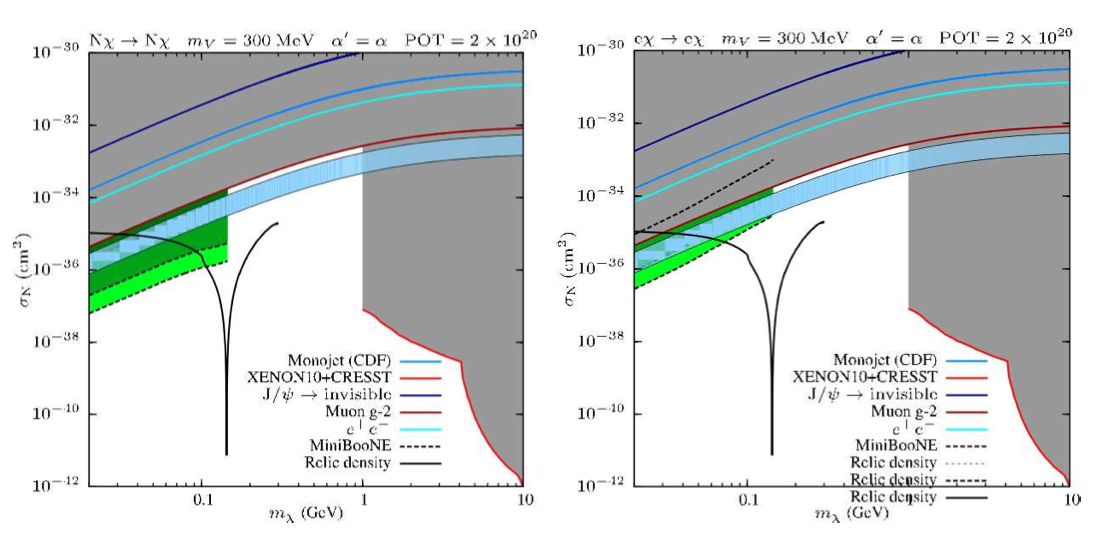 Nχ → Nχ   m_V = 300 MeV   α′ = α   POT = 2 × 10^20
10^−30
10^−32
10^−34
10^−36
10^−38
10^−10
10^−12
σ_N (cm^2)
Monojet (CDF)
XENON10+CRESST
J/ψ → invisible
Muon g-2
e^+e^−
MiniBooNE
Relic density
0.1
1
10
m_χ (GeV)
eχ → eχ   m_V = 300 MeV   α′ = α   POT = 2 × 10^20
10^−30
10^−32
10^−34
10^−36
10^−38
10^−10
10^−12
σ_N (cm^2)
Monojet (CDF)
XENON10+CRESST
J/ψ → invisible
Muon g-2
e^+e^−
MiniBooNE
Relic density
Relic density
Relic density
0.1
1
10
m_χ (GeV)